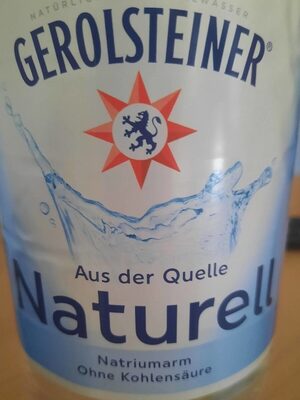 GEROLSTEINER®
Aus der Quelle
Naturell
Natriumarm
Ohne Kohlensäure